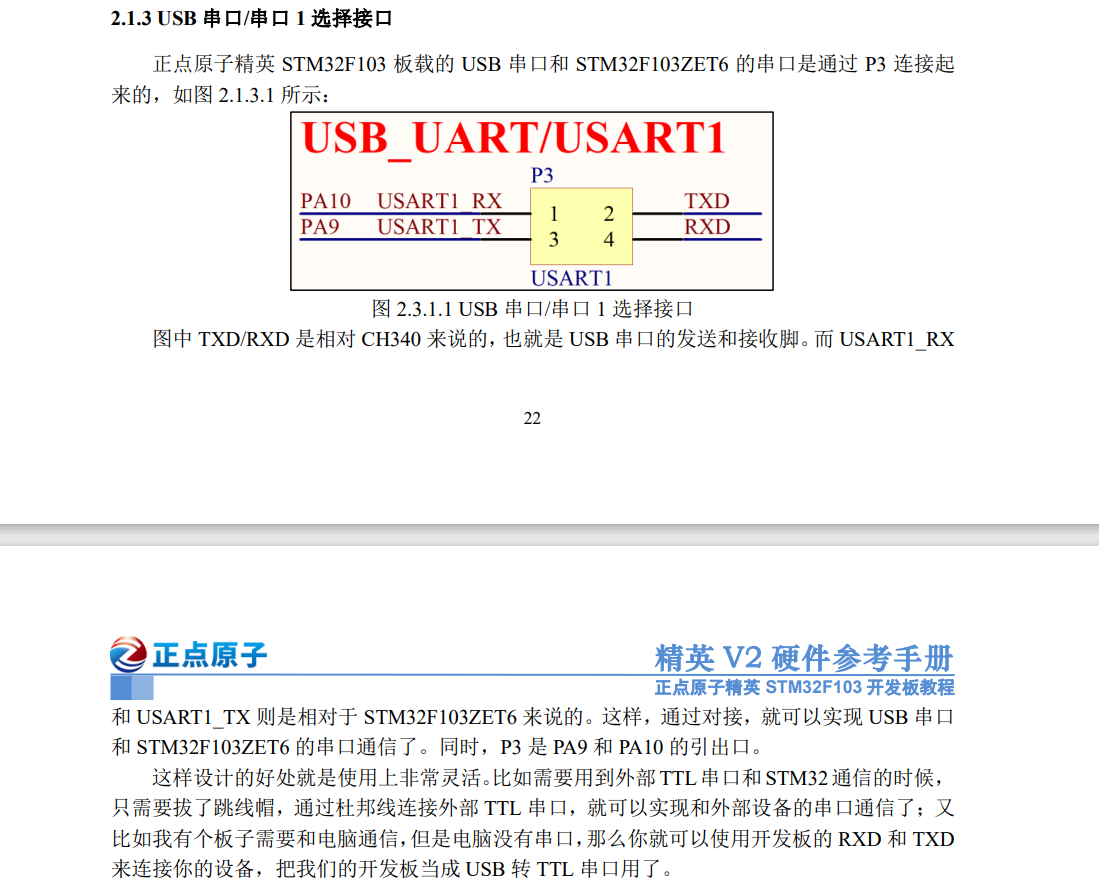 2.1.3 USB 串口/串口 1 选择接口
正点原子精英 STM32F103 板载的 USB 串口和 STM32F103ZET6 的串口是通过 P3 连接起
来的，如图 2.1.3.1 所示：
USB_UART/USART1
P3
PA10 USART1_RX 1 2 TXD
PA9 USART1_TX 3 4 RXD
USART1
图 2.3.1.1 USB 串口/串口 1 选择接口
图中 TXD/RXD 是相对 CH340 来说的，也就是 USB 串口的发送和接收脚。而 USART1_RX
22
正点原子
精英 V2 硬件参考手册
正点原子精英 STM32F103 开发板教程
和 USART1_TX 则是相对于 STM32F103ZET6 来说的。这样，通过对接，就可以实现 USB 串口
和 STM32F103ZET6 的串口通信了。同时，P3 是 PA9 和 PA10 的引出口。
这样设计的好处就是使用上非常灵活。比如需要用到外部 TTL 串口和 STM32 通信的时候，
只需要拔了跳线帽，通过杜邦线连接外部 TTL 串口，就可以实现和外部设备的串口通信了；又
比如我有个板子需要和电脑通信，但是电脑没有串口，那么你就可以使用开发板的 RXD 和 TXD
来连接你的设备，把我们的开发板当成 USB 转 TTL 串口用了。